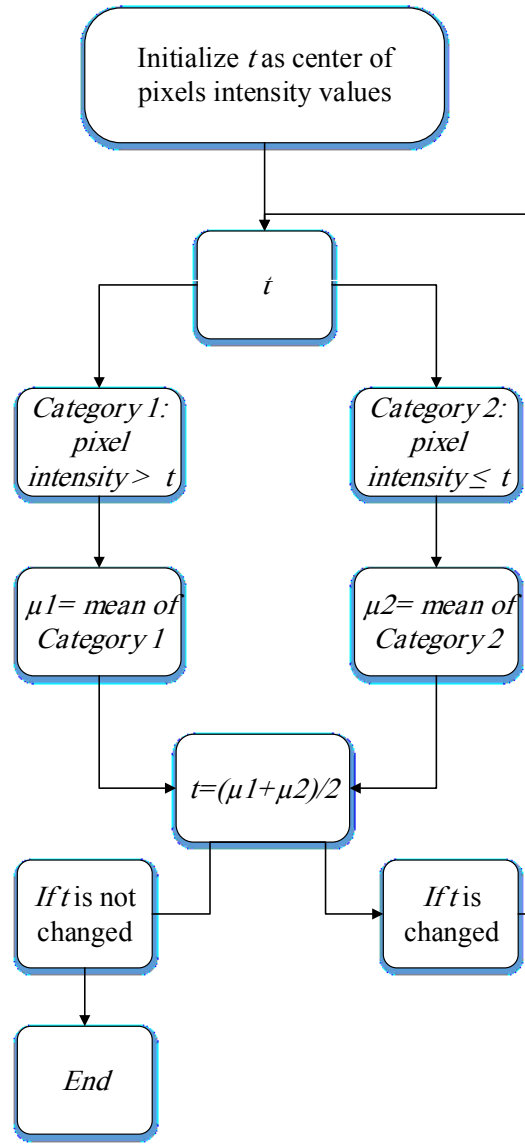 Initialize t as center of
pixels intensity values
t
Category 1:
pixel
intensity > t
Category 2:
pixel
intensity ≤ t
μ1= mean of
Category 1
μ2= mean of
Category 2
t=(μ1+μ2)/2
If t is not
changed
If t is
changed
End